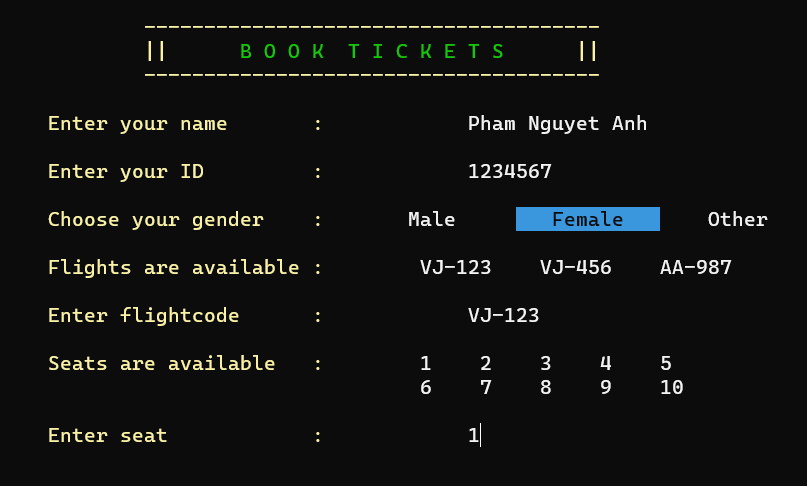 --------------------------------------
|| B O O K  T I C K E T S ||
--------------------------------------
Enter your name : Pham Nguyet Anh
Enter your ID : 1234567
Choose your gender : Male Female Other
Flights are available : VJ-123 VJ-456 AA-987
Enter flightcode : VJ-123
Seats are available : 1 2 3 4 5
6 7 8 9 10
Enter seat : 1